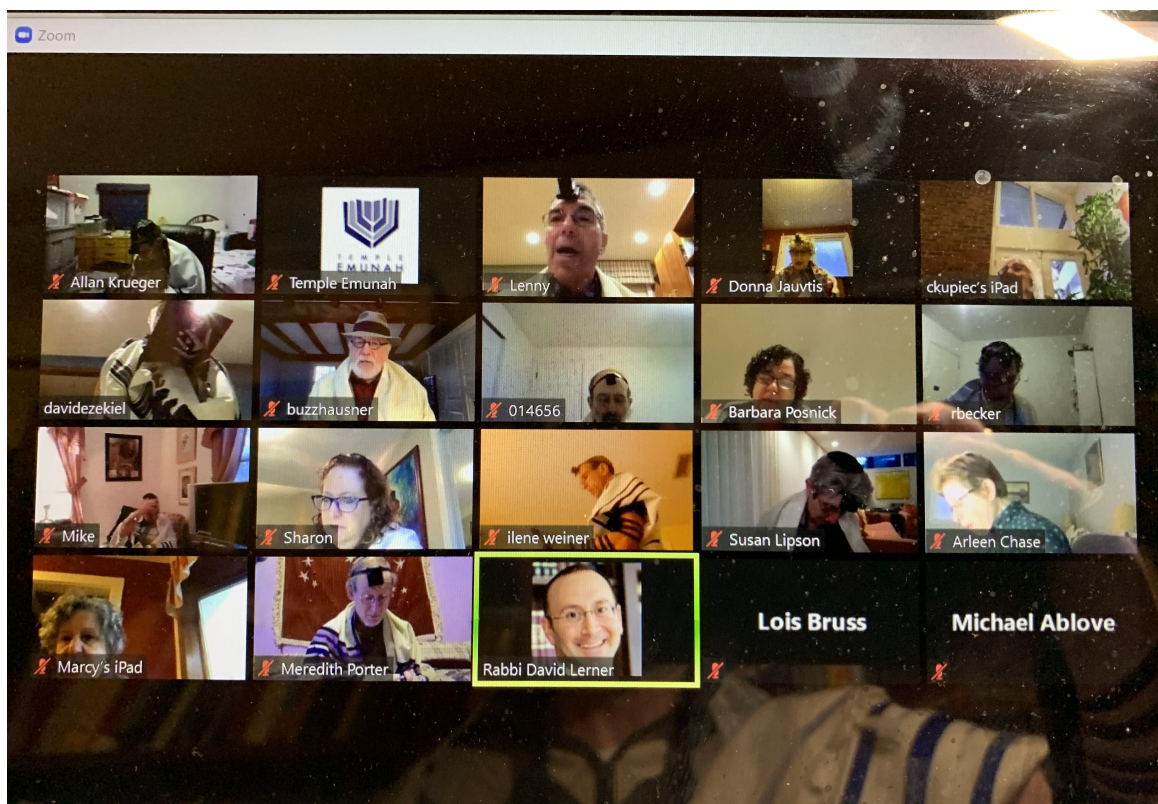 Zoom
Allan Krueger
TEMPLE
EMUNAH
Temple Emunah
Lenny
Donna Jauvtis
ckupiec's iPad
davidezekiel
buzzhausner
014656
Barbara Posnick
rbecker
Mike
Sharon
ilene weiner
Susan Lipson
Arleen Chase
Marcy's iPad
Meredith Porter
Rabbi David Lerner
Lois Bruss
Michael Ablove